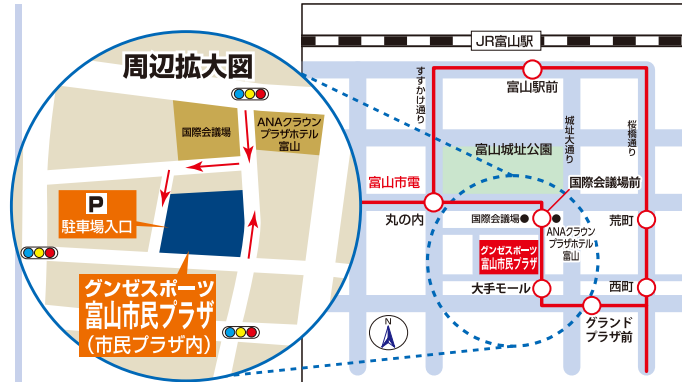 周辺拡大図
国際会議場
ANAクラウン
プラザホテル
富山
P
駐車場入口
グンゼスポーツ
富山市民プラザ
（市民プラザ内）
JR富山駅
すずかけ通り
富山駅前
城址大通り
桜橋通り
富山城址公園
富山市電
国際会議場前
丸の内
国際会議場
ANAクラウン
プラザホテル
富山
荒町
グンゼスポーツ
富山市民プラザ
大手モール
西町
グランド
プラザ前
N